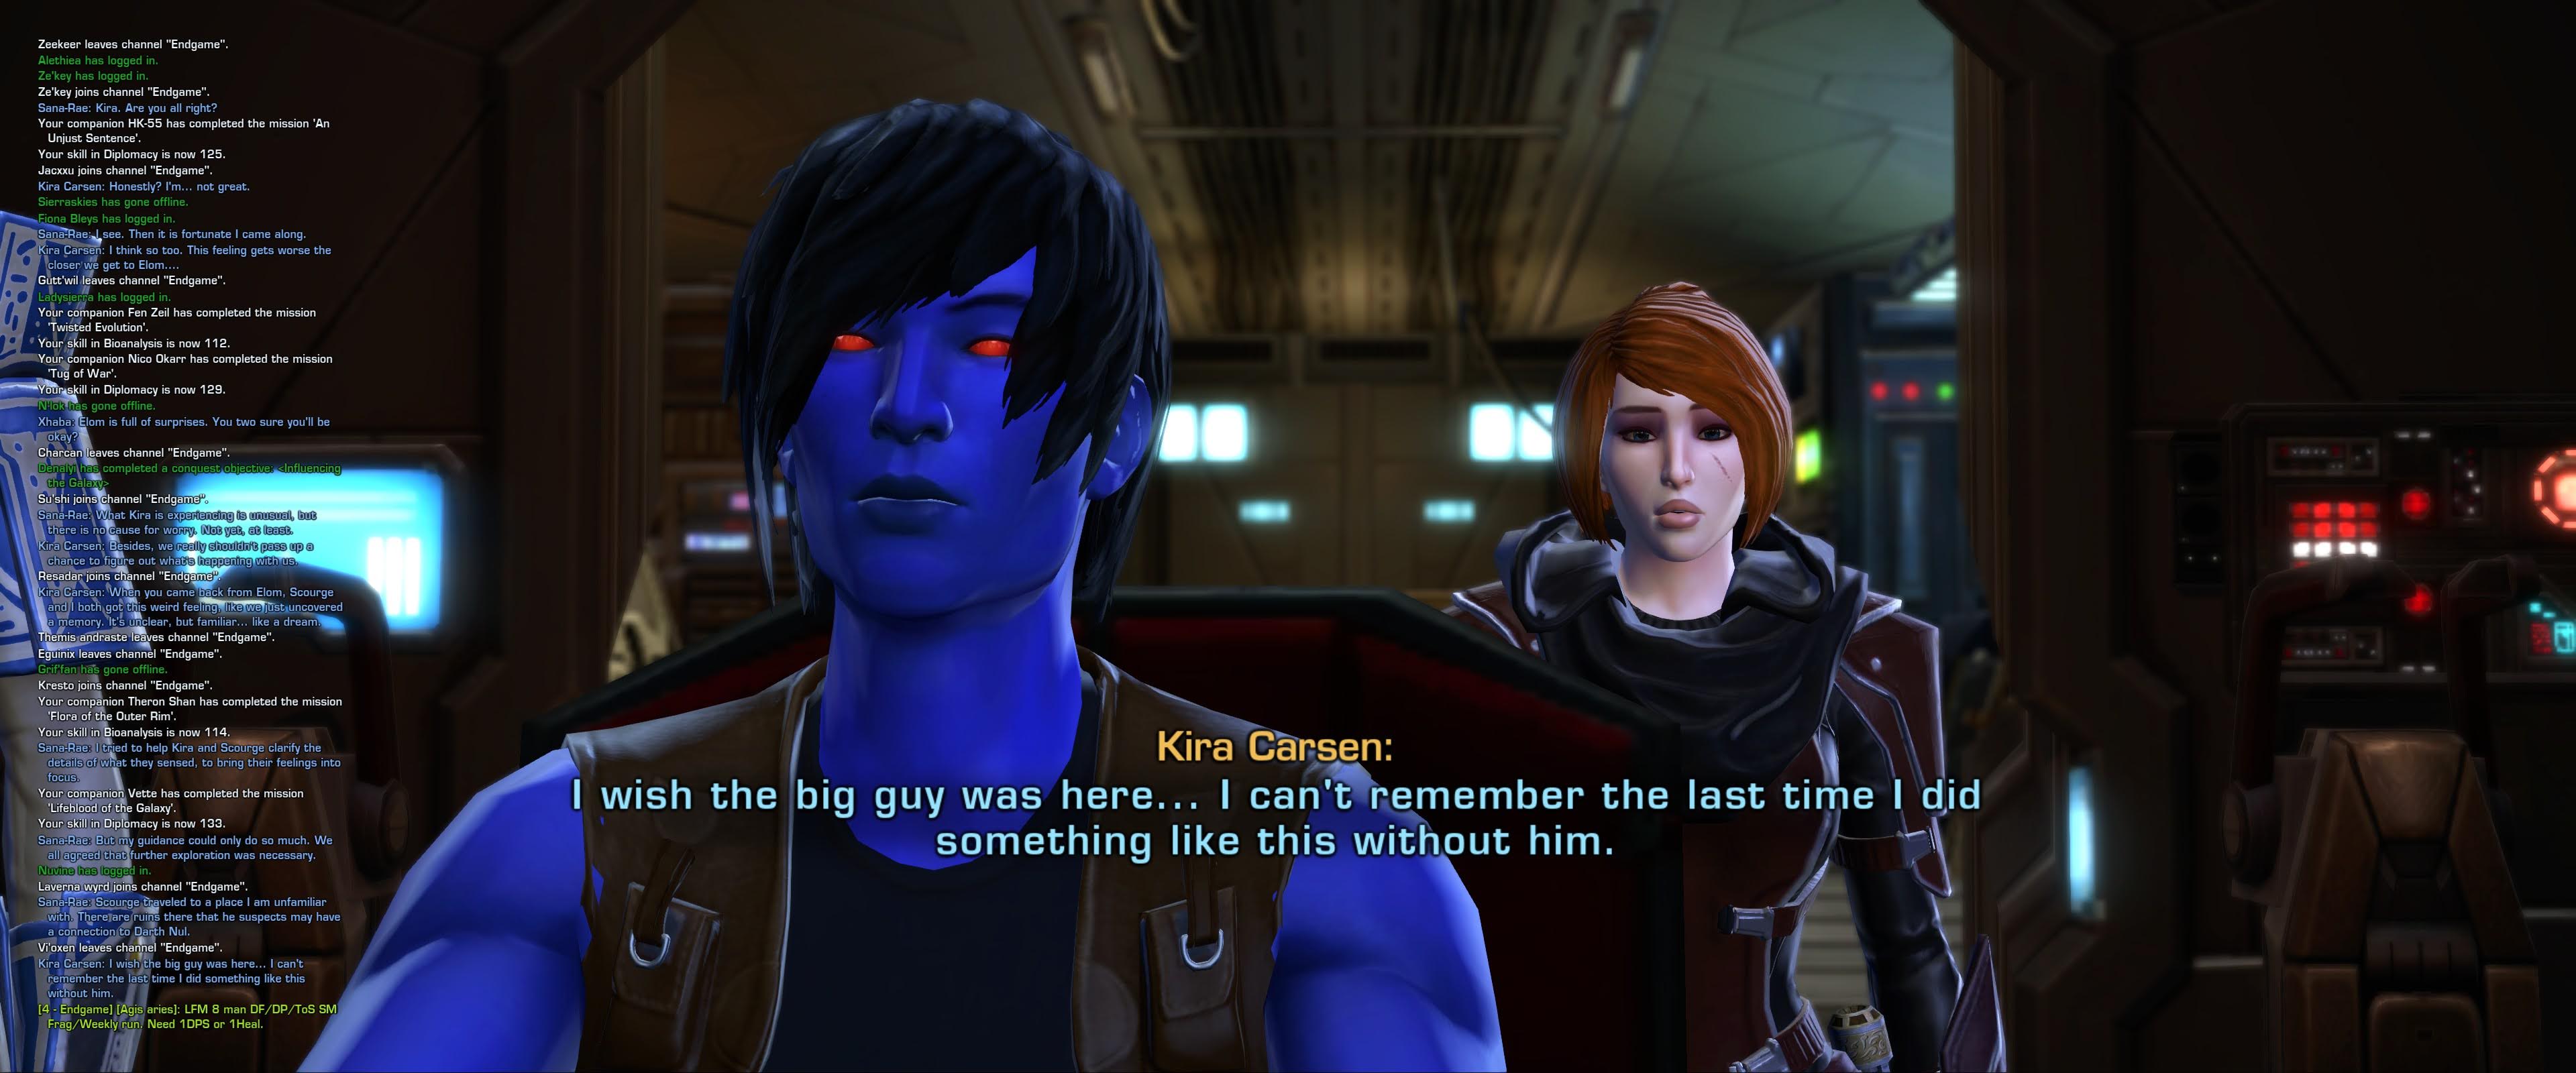 Zeekeer leaves channel "Endgame".
Alethiea has logged in.
Ze'key has logged in.
Ze'key joins channel "Endgame".
Sana-Rae: Kira. Are you all right?
Your companion HK-55 has completed the mission 'An
Unjust Sentence'.
Your skill in Diplomacy is now 125.
Jacxxu joins channel "Endgame".
Kira Carsen: Honestly? I'm... not great.
Sierraskies has gone offline.
Fiona Bleys has logged in.
Sana-Rae: I see. Then it is fortunate I came along.
Kira Carsen: I think so too. This feeling gets worse the
closer we get to Elom....
Gutt'wil leaves channel "Endgame".
Ladysierra has logged in.
Your companion Fen Zeil has completed the mission
'Twisted Evolution'.
Your skill in Bioanalysis is now 112.
Your companion Nico Okarr has completed the mission
'Tug of War'.
Your skill in Diplomacy is now 129.
N'lok has gone offline.
Xhaba: Elom is full of surprises. You two sure you'll be
okay?
Charcan leaves channel "Endgame".
Denalyi has completed a conquest objective: <Influencing
the Galaxy>
Su'shi joins channel "Endgame".
Sana-Rae: What Kira is experiencing is unusual, but
there is no cause for worry. Not yet, at least.
Kira Carsen: Besides, we really shouldn't pass up a
chance to figure out what's happening with us.
Resadar joins channel "Endgame".
Kira Carsen: When you came back from Elom, Scourge
and I both got this weird feeling, like we just uncovered
a memory. It's unclear, but familiar... like a dream.
Themis andraste leaves channel "Endgame".
Eguinix leaves channel "Endgame".
Grif'fan has gone offline.
Kresto joins channel "Endgame".
Your companion Theron Shan has completed the mission
'Flora of the Outer Rim'.
Your skill in Bioanalysis is now 114.
Sana-Rae: I tried to help Kira and Scourge clarify the
details of what they sensed, to bring their feelings into
focus.
Your companion Vette has completed the mission
'Lifeblood of the Galaxy'.
Your skill in Diplomacy is now 133.
Sana-Rae: But my guidance could only do so much. We
all agreed that further exploration was necessary.
Nuvine has logged in.
Laverna wyrd joins channel "Endgame".
Sana-Rae: Scourge traveled to a place I am unfamiliar
with. There are ruins there that he suspects may have
a connection to Darth Nul.
Vi'oxen leaves channel "Endgame".
Kira Carsen: I wish the big guy was here... I can't
remember the last time I did something like this
without him.
[4 - Endgame] [Agis aries]: LFM 8 man DF/DP/ToS SM
Frag/Weekly run. Need 1DPS or 1Heal.
Kira Carsen:
I wish the big guy was here... I can't remember the last time I did
something like this without him.